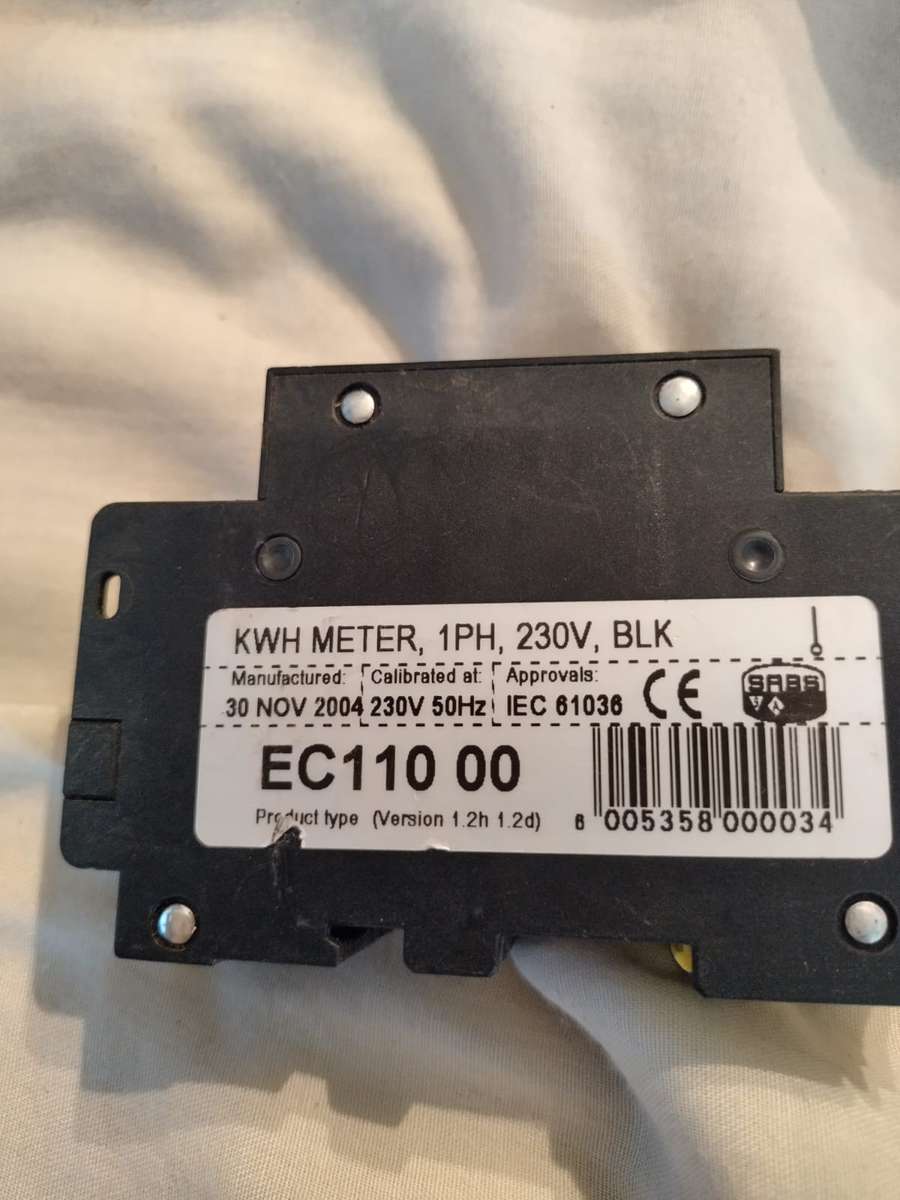 KWH METER, 1PH, 230V, BLK
Manufactured: Calibrated at: Approvals:
30 NOV 2004 230V 50Hz IEC 61036 CE SABS
EC110 00
Product type (Version 1.2h 1.2d)
6 005358 000034